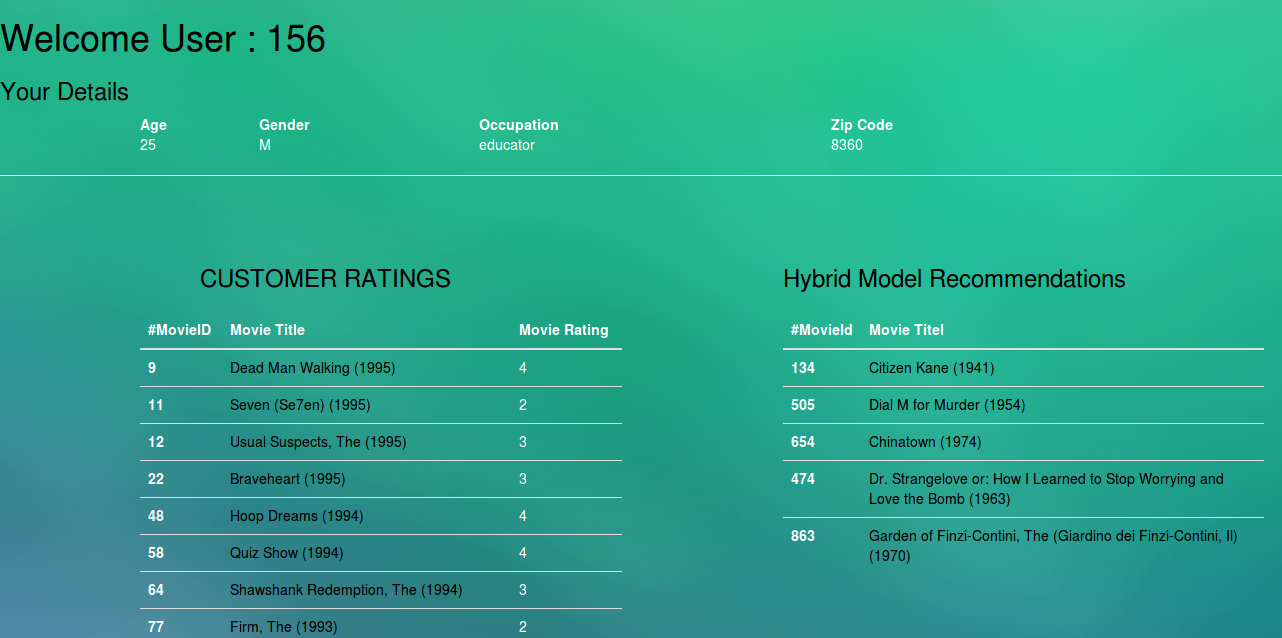 Welcome User : 156
Your Details
Age Gender Occupation Zip Code
25 M educator 8360
CUSTOMER RATINGS
#MovieID Movie Title Movie Rating
9 Dead Man Walking (1995) 4
11 Seven (Se7en) (1995) 2
12 Usual Suspects, The (1995) 3
22 Braveheart (1995) 3
48 Hoop Dreams (1994) 4
58 Quiz Show (1994) 4
64 Shawshank Redemption, The (1994) 3
77 Firm, The (1993) 2
Hybrid Model Recommendations
#MovieId Movie Titel
134 Citizen Kane (1941)
505 Dial M for Murder (1954)
654 Chinatown (1974)
474 Dr. Strangelove or: How I Learned to Stop Worrying and
Love the Bomb (1963)
863 Garden of Finzi-Contini, The (Giardino dei Finzi-Contini, Il)
(1970)